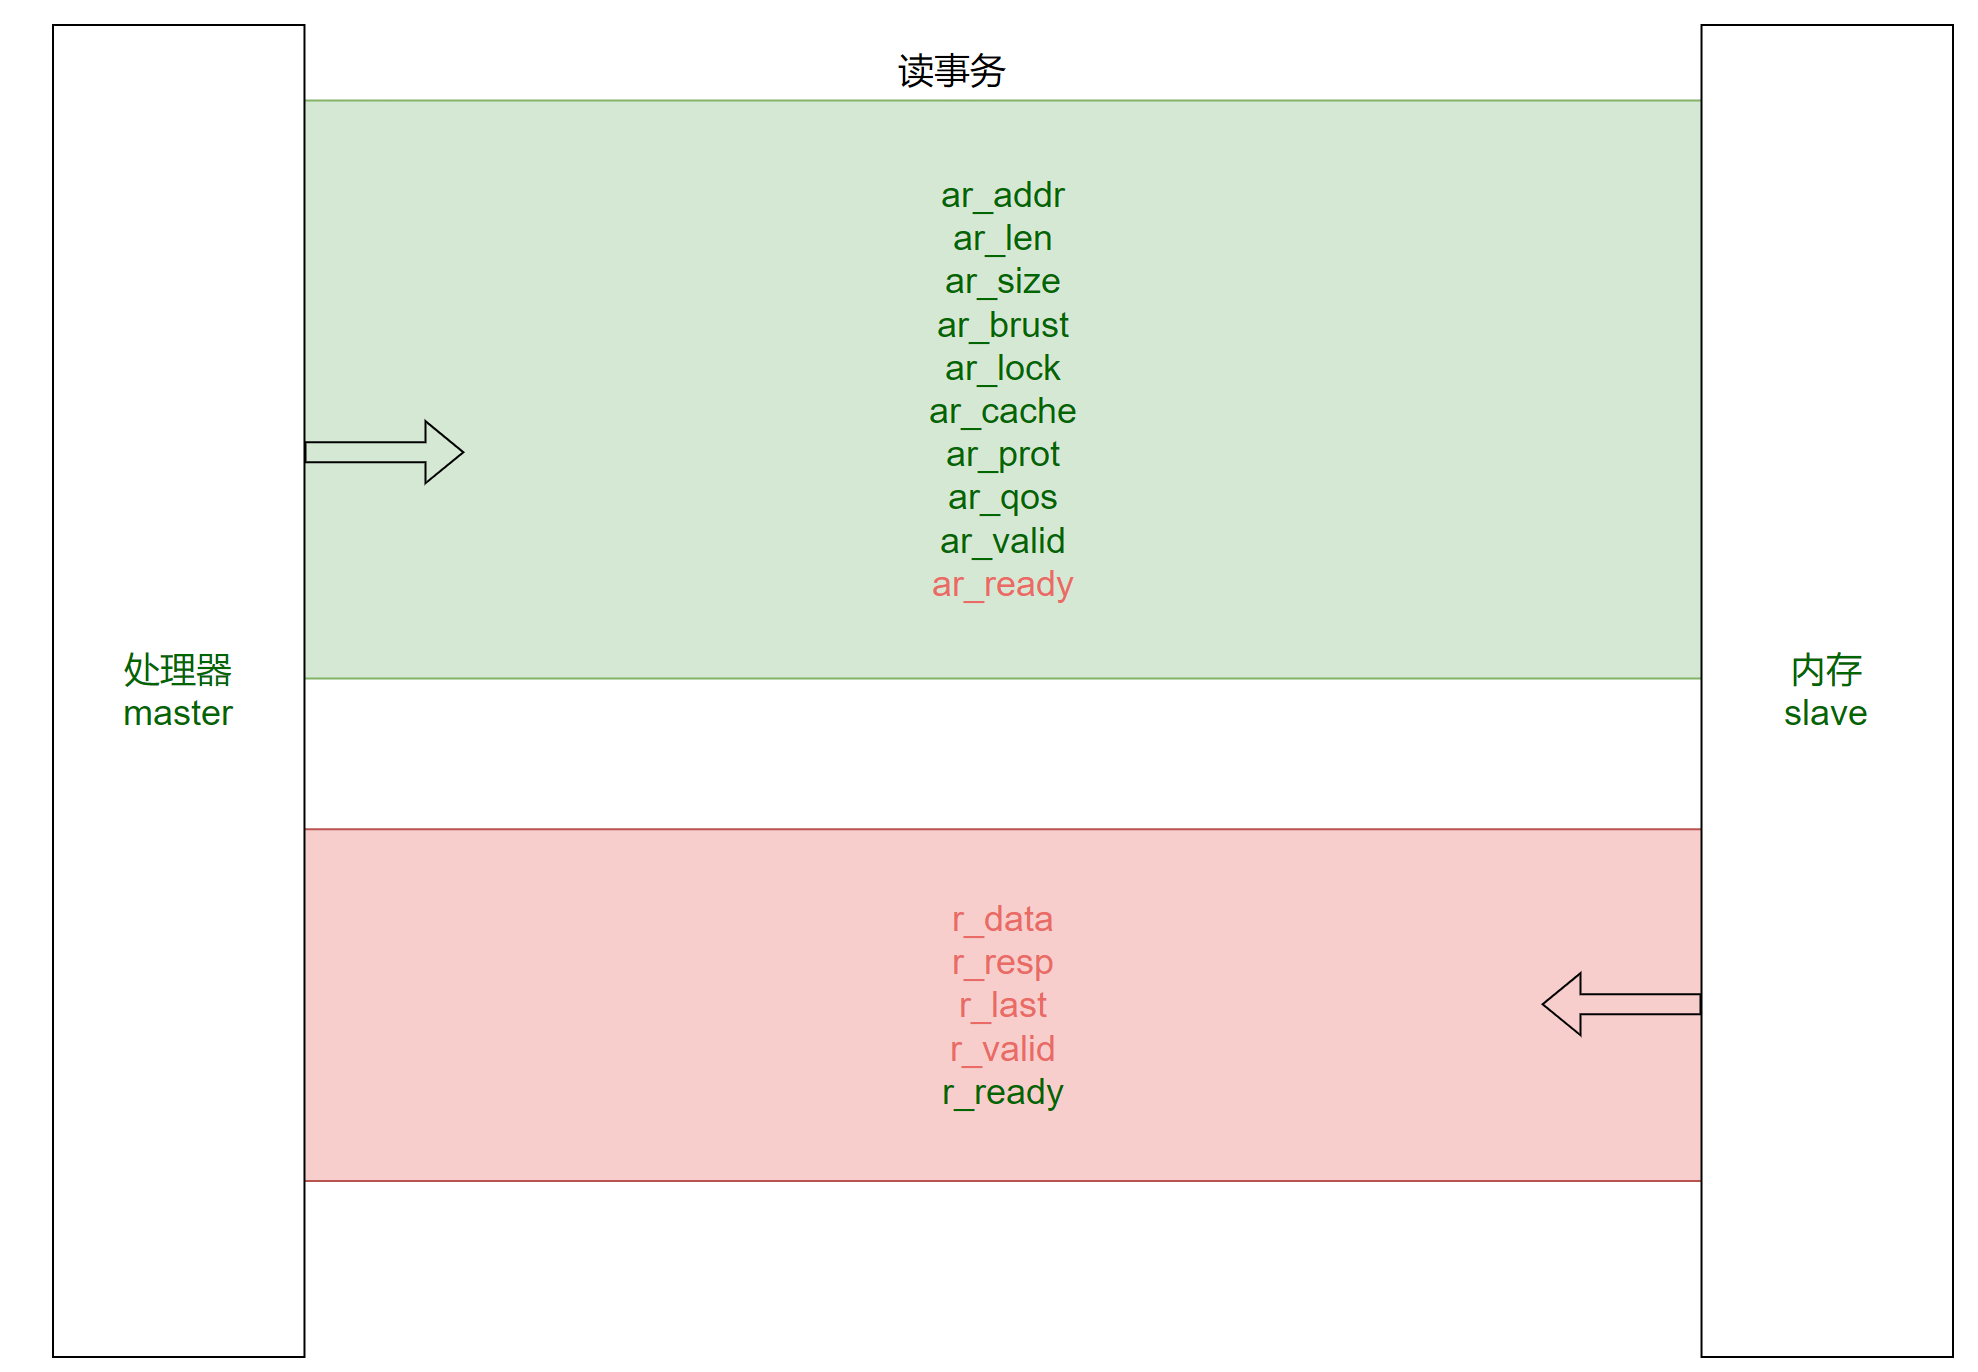 读事务
ar_addr
ar_len
ar_size
ar_brust
ar_lock
ar_cache
ar_prot
ar_qos
ar_valid
ar_ready
处理器
master
内存
slave
r_data
r_resp
r_last
r_valid
r_ready